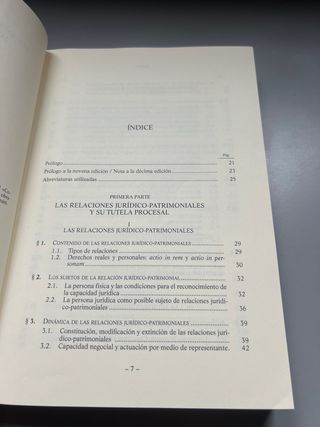 ÍNDICE
Pág.
Prólogo 21
Prólogo a la novena edición / Nota a la décima edición 23
Abreviaturas utilizadas 25
PRIMERA PARTE
LAS RELACIONES JURÍDICO-PATRIMONIALES
Y SU TUTELA PROCESAL
I
LAS RELACIONES JURÍDICO-PATRIMONIALES
§ 1. CONTENIDO DE LAS RELACIONES JURÍDICO-PATRIMONIALES 29
1.1. Tipos de relaciones 29
1.2. Derechos reales y personales: actio in rem y actio in per-
sonam 30
§ 2. LOS SUJETOS DE LA RELACIÓN JURÍDICO-PATRIMONIAL 32
2.1. La persona física y las condiciones para el reconocimiento de
la capacidad jurídica 32
2.2. La persona jurídica como posible sujeto de relaciones jurídi-
co-patrimoniales 36
§ 3. DINÁMICA DE LAS RELACIONES JURÍDICO-PATRIMONIALES 39
3.1. Constitución, modificación y extinción de las relaciones jurí-
dico-patrimoniales 39
3.2. Capacidad negocial y actuación por medio de representante. 42
– 7 –